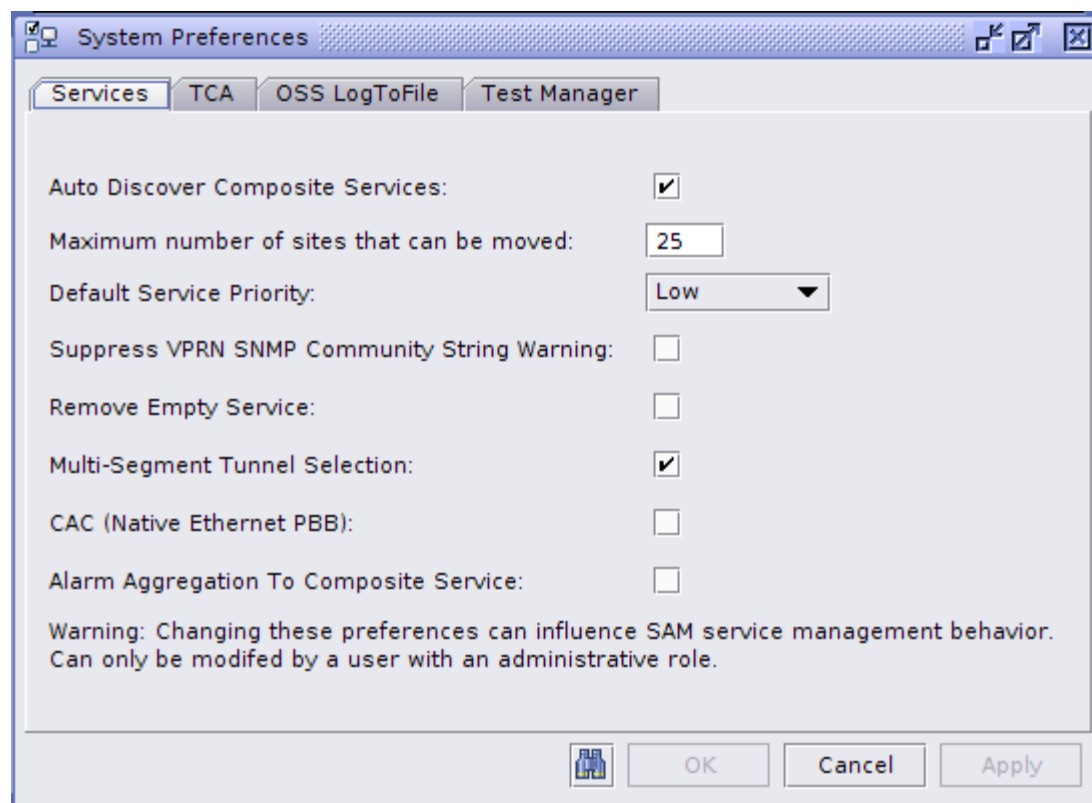 System Preferences
Services TCA OSS LogToFile Test Manager
Auto Discover Composite Services:
Maximum number of sites that can be moved: 25
Default Service Priority: Low
Suppress VPRN SNMP Community String Warning:
Remove Empty Service:
Multi-Segment Tunnel Selection:
CAC (Native Ethernet PBB):
Alarm Aggregation To Composite Service:
Warning: Changing these preferences can influence SAM service management behavior.
Can only be modifed by a user with an administrative role.
OK Cancel Apply